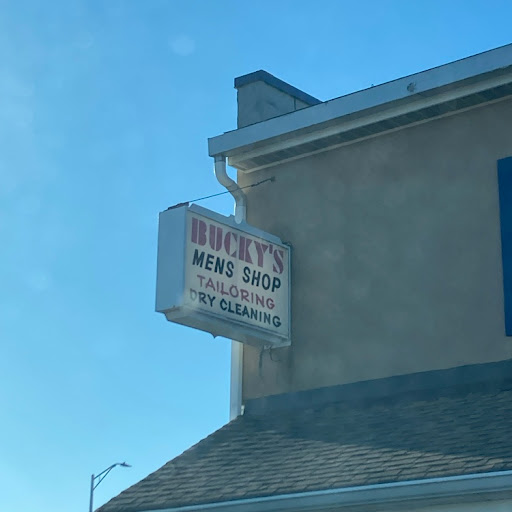 BUCKY'S
MENS SHOP
TAILORING
DRY CLEANING